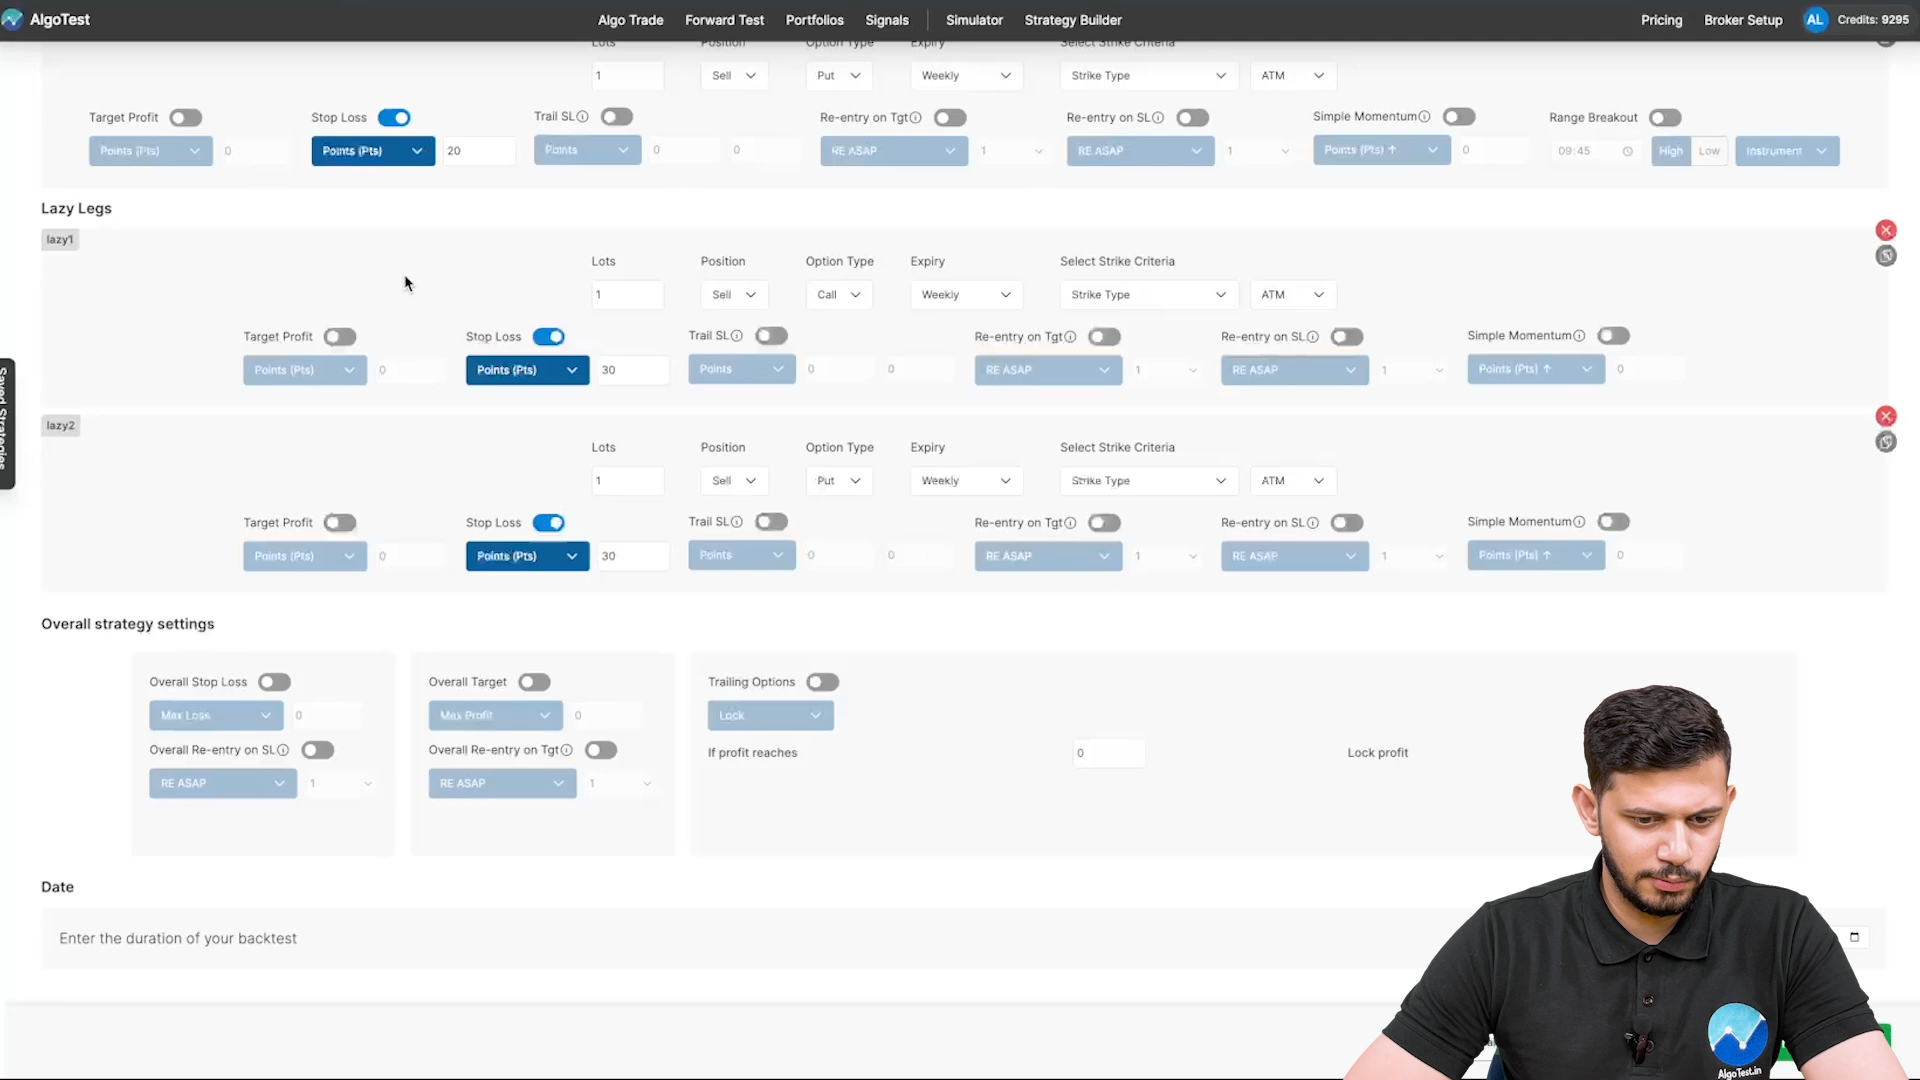 AlgoTest
Algo Trade
Forward Test
Portfolios
Signals
Simulator
Strategy Builder
Pricing
Broker Setup
AL
Credits: 9295
Lots
Position
Option Type
Expiry
Select Strike Criteria
1
Sell
Put
Weekly
Strike Type
ATM
Target Profit
Stop Loss
Trail SL
Re-entry on Tgt
Re-entry on SL
Simple Momentum
Range Breakout
Points (Pts)
0
Points (Pts)
20
Points
0
0
RE ASAP
1
RE ASAP
1
Points (Pts) ↑
0
09:45
High
Low
Instrument
Lazy Legs
lazy1
Lots
Position
Option Type
Expiry
Select Strike Criteria
1
Sell
Call
Weekly
Strike Type
ATM
Target Profit
Stop Loss
Trail SL
Re-entry on Tgt
Re-entry on SL
Simple Momentum
Points (Pts)
0
Points (Pts)
30
Points
0
0
RE ASAP
1
RE ASAP
1
Points (Pts) ↑
0
Saved Strategies
lazy2
Lots
Position
Option Type
Expiry
Select Strike Criteria
1
Sell
Put
Weekly
Strike Type
ATM
Target Profit
Stop Loss
Trail SL
Re-entry on Tgt
Re-entry on SL
Simple Momentum
Points (Pts)
0
Points (Pts)
30
Points
0
0
RE ASAP
1
RE ASAP
1
Points (Pts) ↑
0
Overall strategy settings
Overall Stop Loss
Overall Target
Trailing Options
Max Loss
0
Max Profit
0
Lock
Overall Re-entry on SL
Overall Re-entry on Tgt
If profit reaches
0
Lock profit
RE ASAP
1
RE ASAP
1
Date
Enter the duration of your backtest
AlgoTest.in